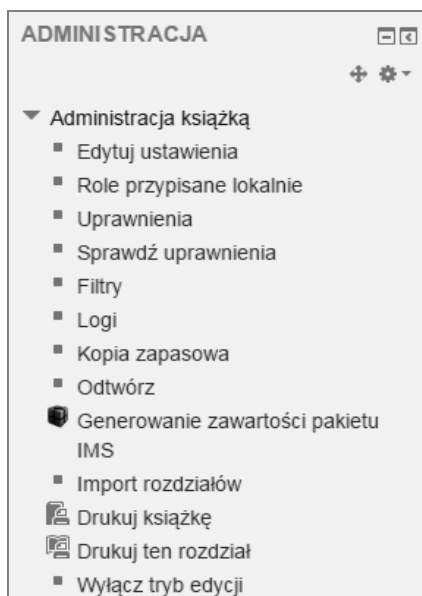 ADMINISTRACJA
Administracja książką
Edytuj ustawienia
Role przypisane lokalnie
Uprawnienia
Sprawdź uprawnienia
Filtry
Logi
Kopia zapasowa
Odtwórz
Generowanie zawartości pakietu
IMS
Import rozdziałów
Drukuj książkę
Drukuj ten rozdział
Wyłącz tryb edycji